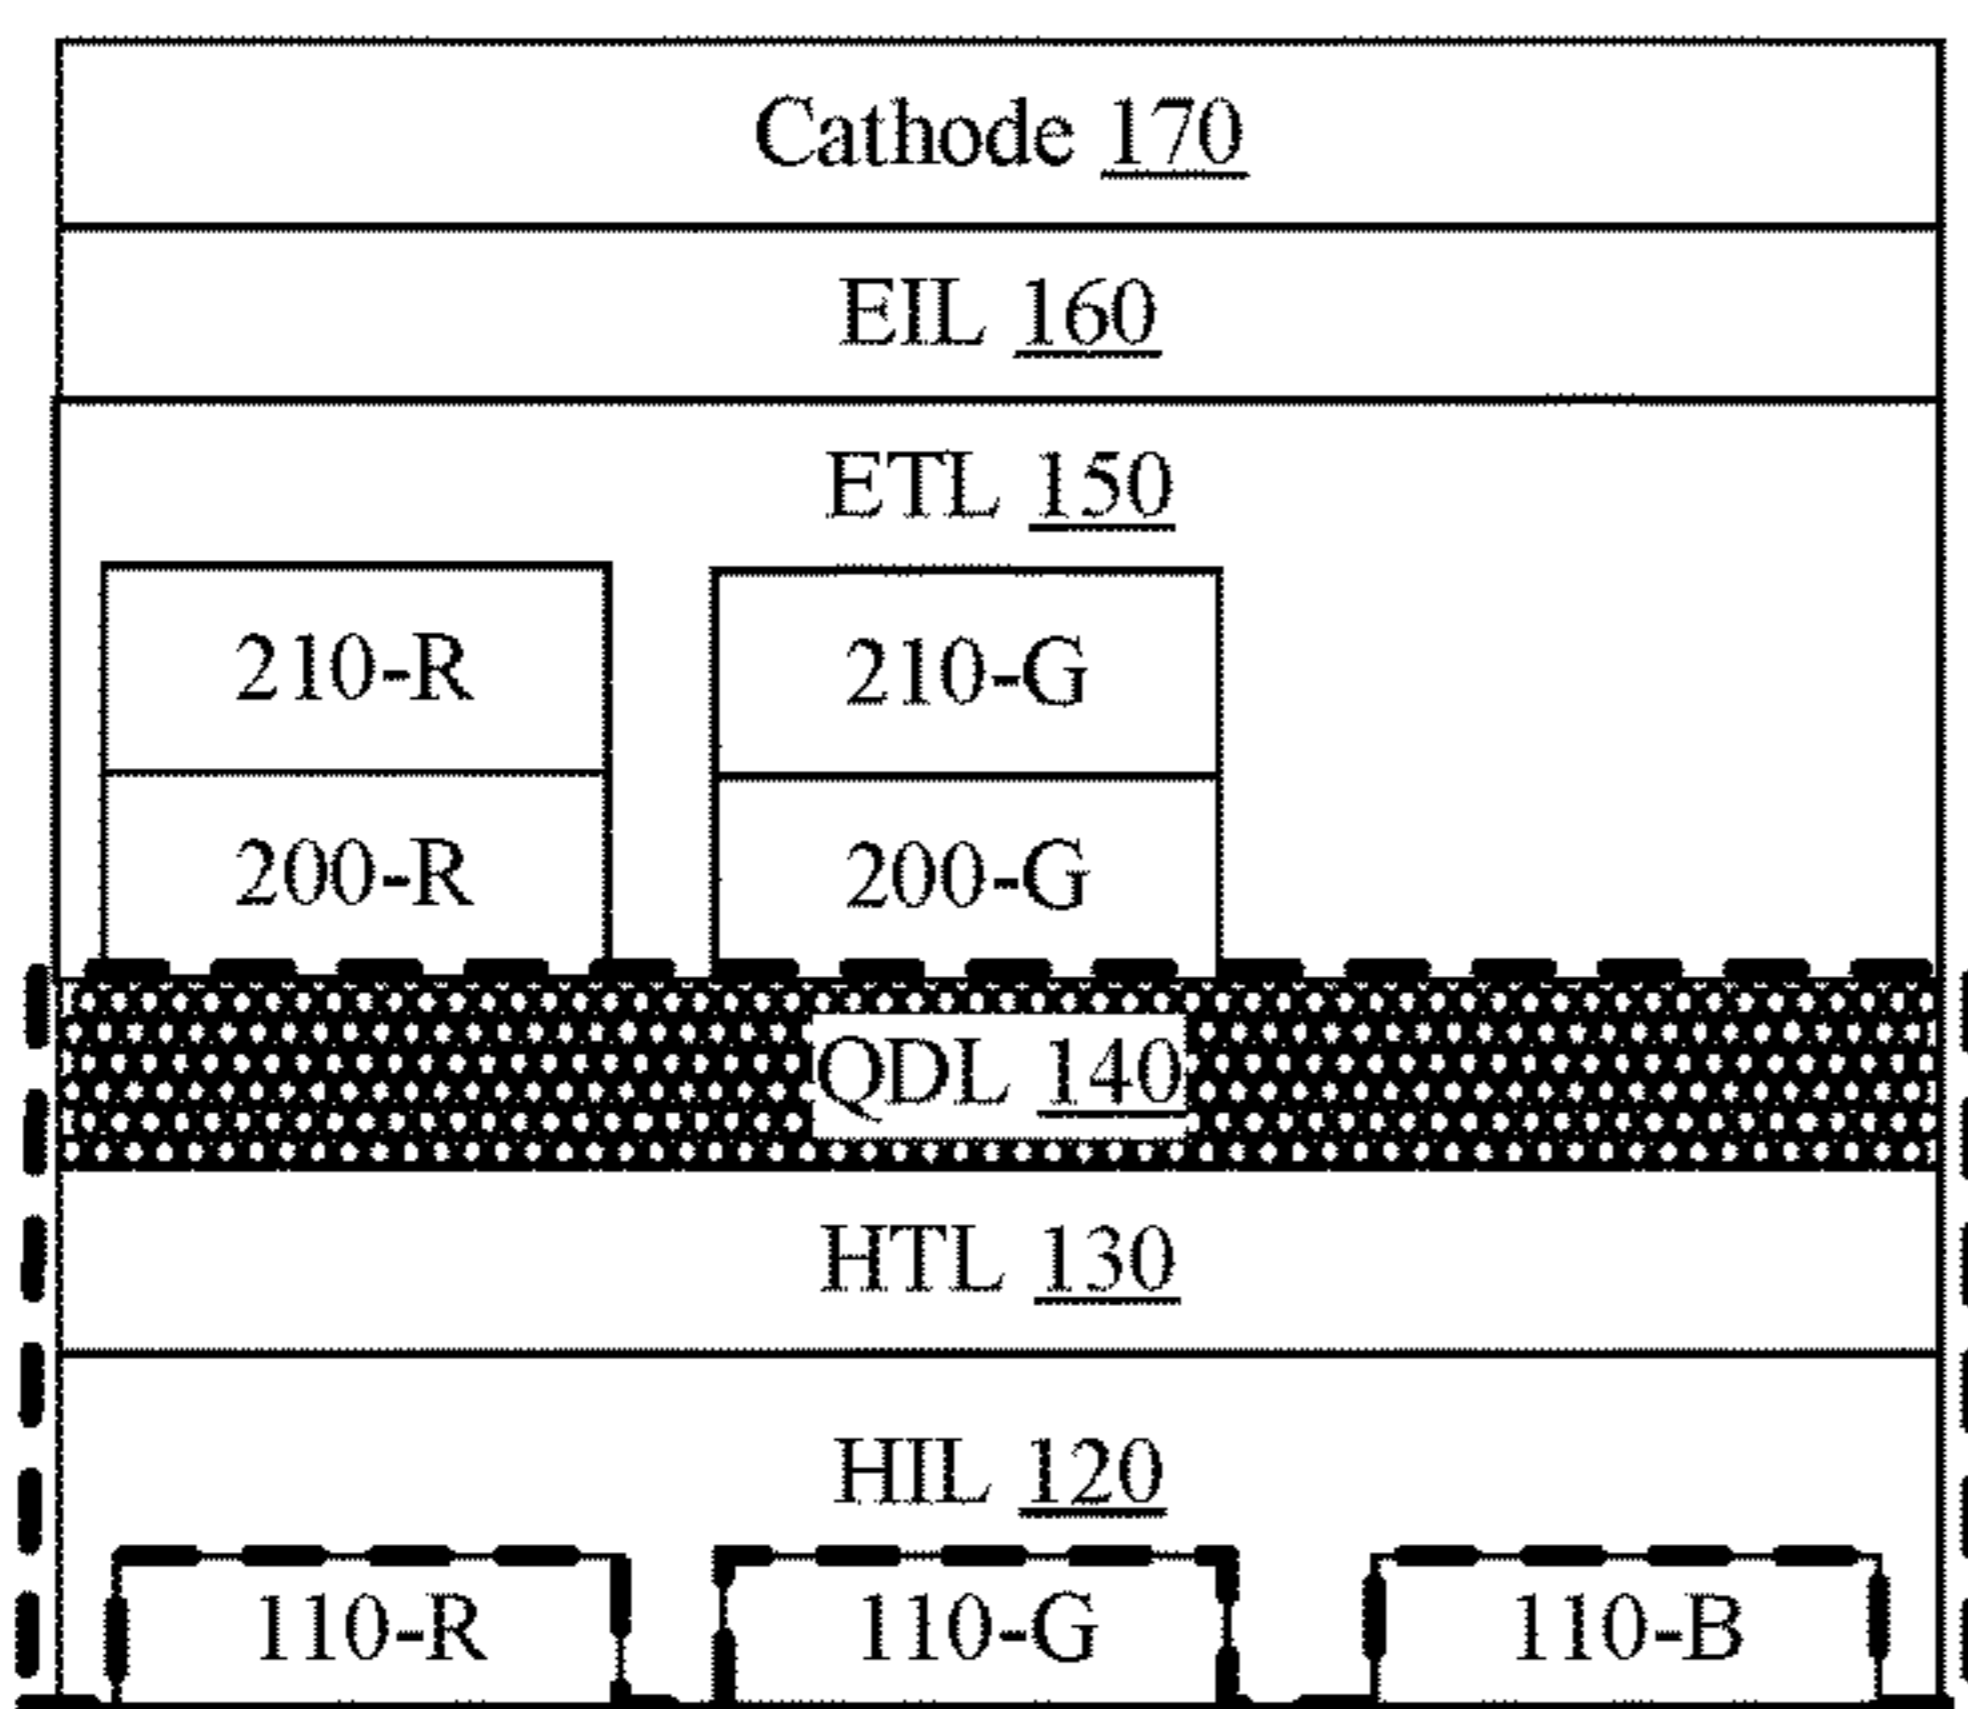 Cathode 170
EIL 160
ETL 150
210-R 210-G
200-R 200-G
QDL 140
HTL 130
HIL 120
110-R 110-G 110-B